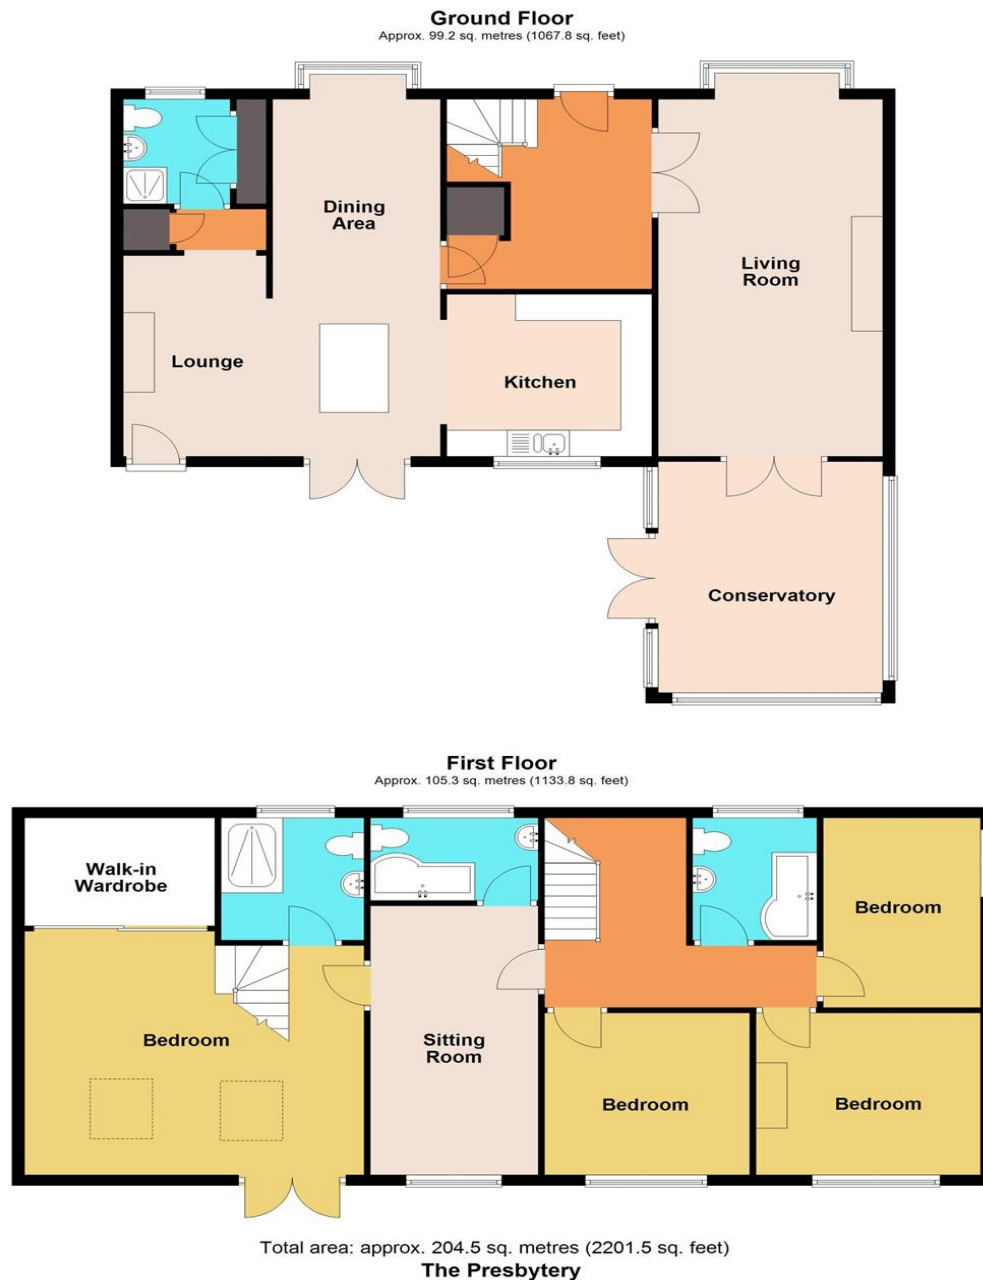 Ground Floor
Approx. 99.2 sq. metres (1067.8 sq. feet)
Dining
Area
Living
Room
Lounge
Kitchen
Conservatory
First Floor
Approx. 105.3 sq. metres (1133.8 sq. feet)
Walk-in
Wardrobe
Bedroom
Bedroom
Sitting
Room
Bedroom
Bedroom
Total area: approx. 204.5 sq. metres (2201.5 sq. feet)
The Presbytery